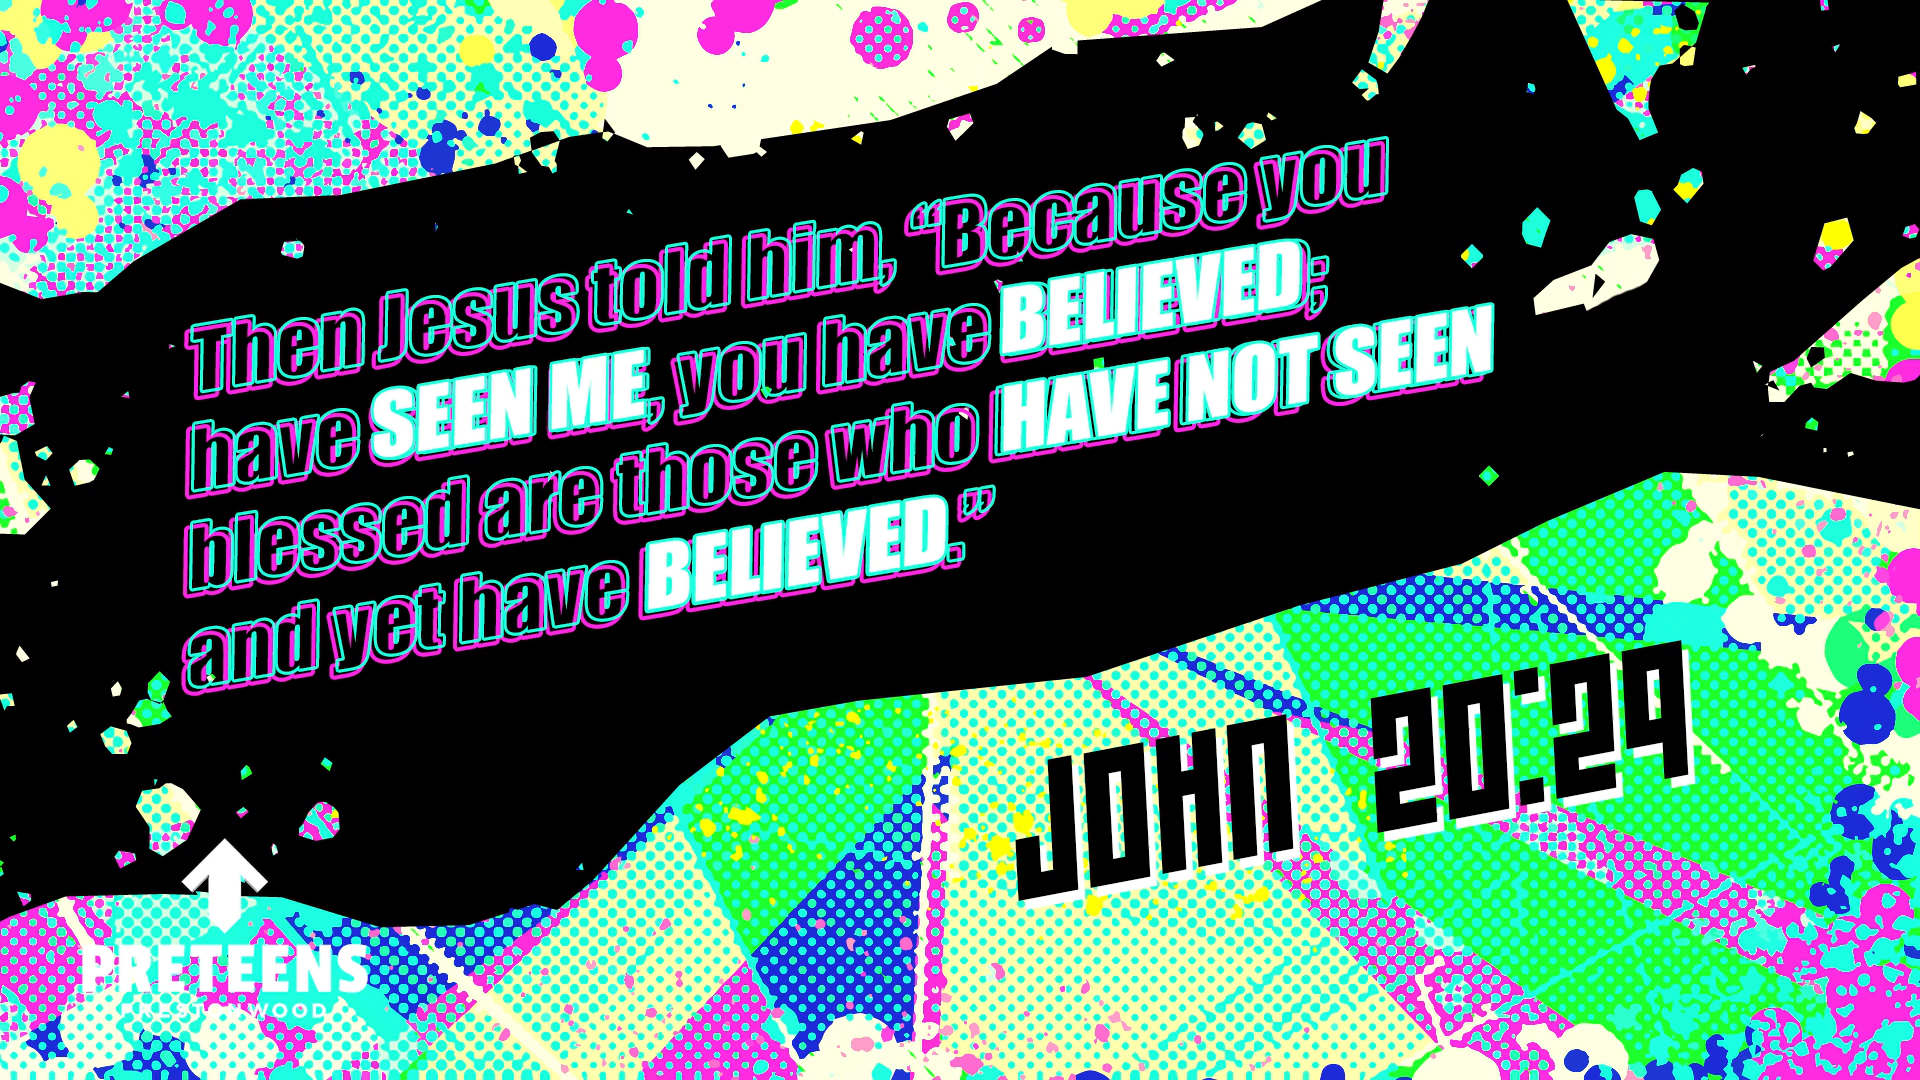 Then Jesus told him, “Because you
have SEEN ME, you have BELIEVED;
blessed are those who HAVE NOT SEEN
and yet have BELIEVED.”
JOHN 20:29
PRETEENS
PRESTONWOOD